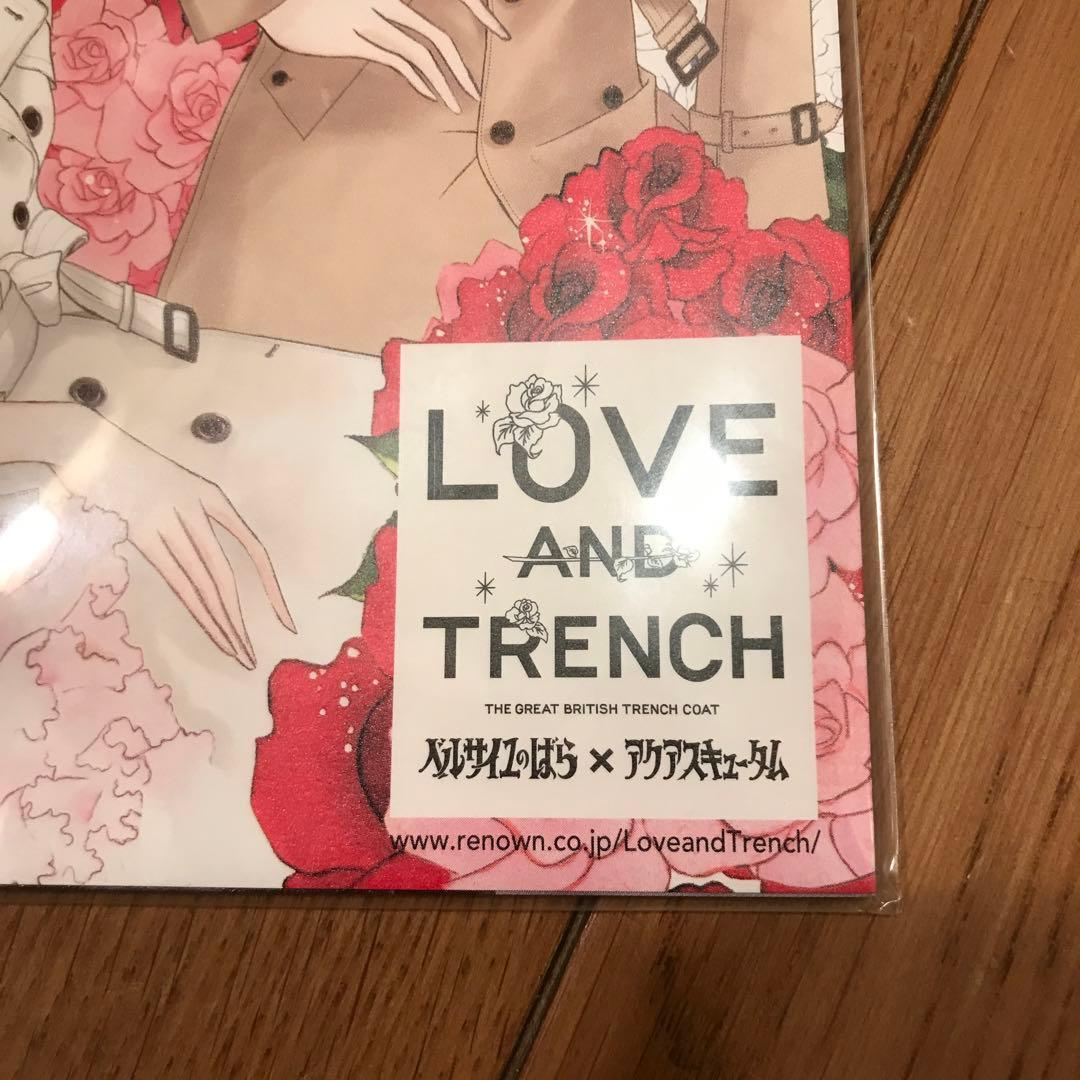 LOVE
AND
TRENCH
THE GREAT BRITISH TRENCH COAT
ベルサイユのばら × アクアスキュータム
www.renown.co.jp/LoveandTrench/